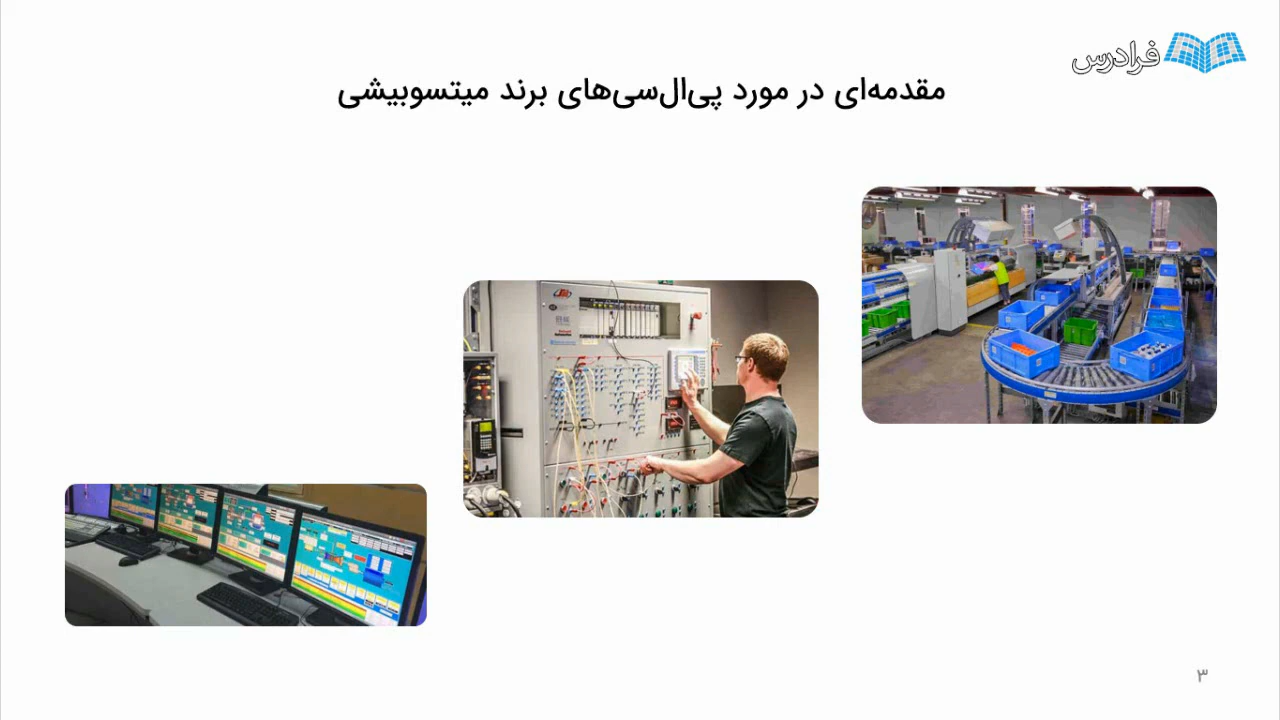 فرادرس
مقدمه‌ای در مورد پی‌ال‌سی‌های برند میتسوبیشی
۳